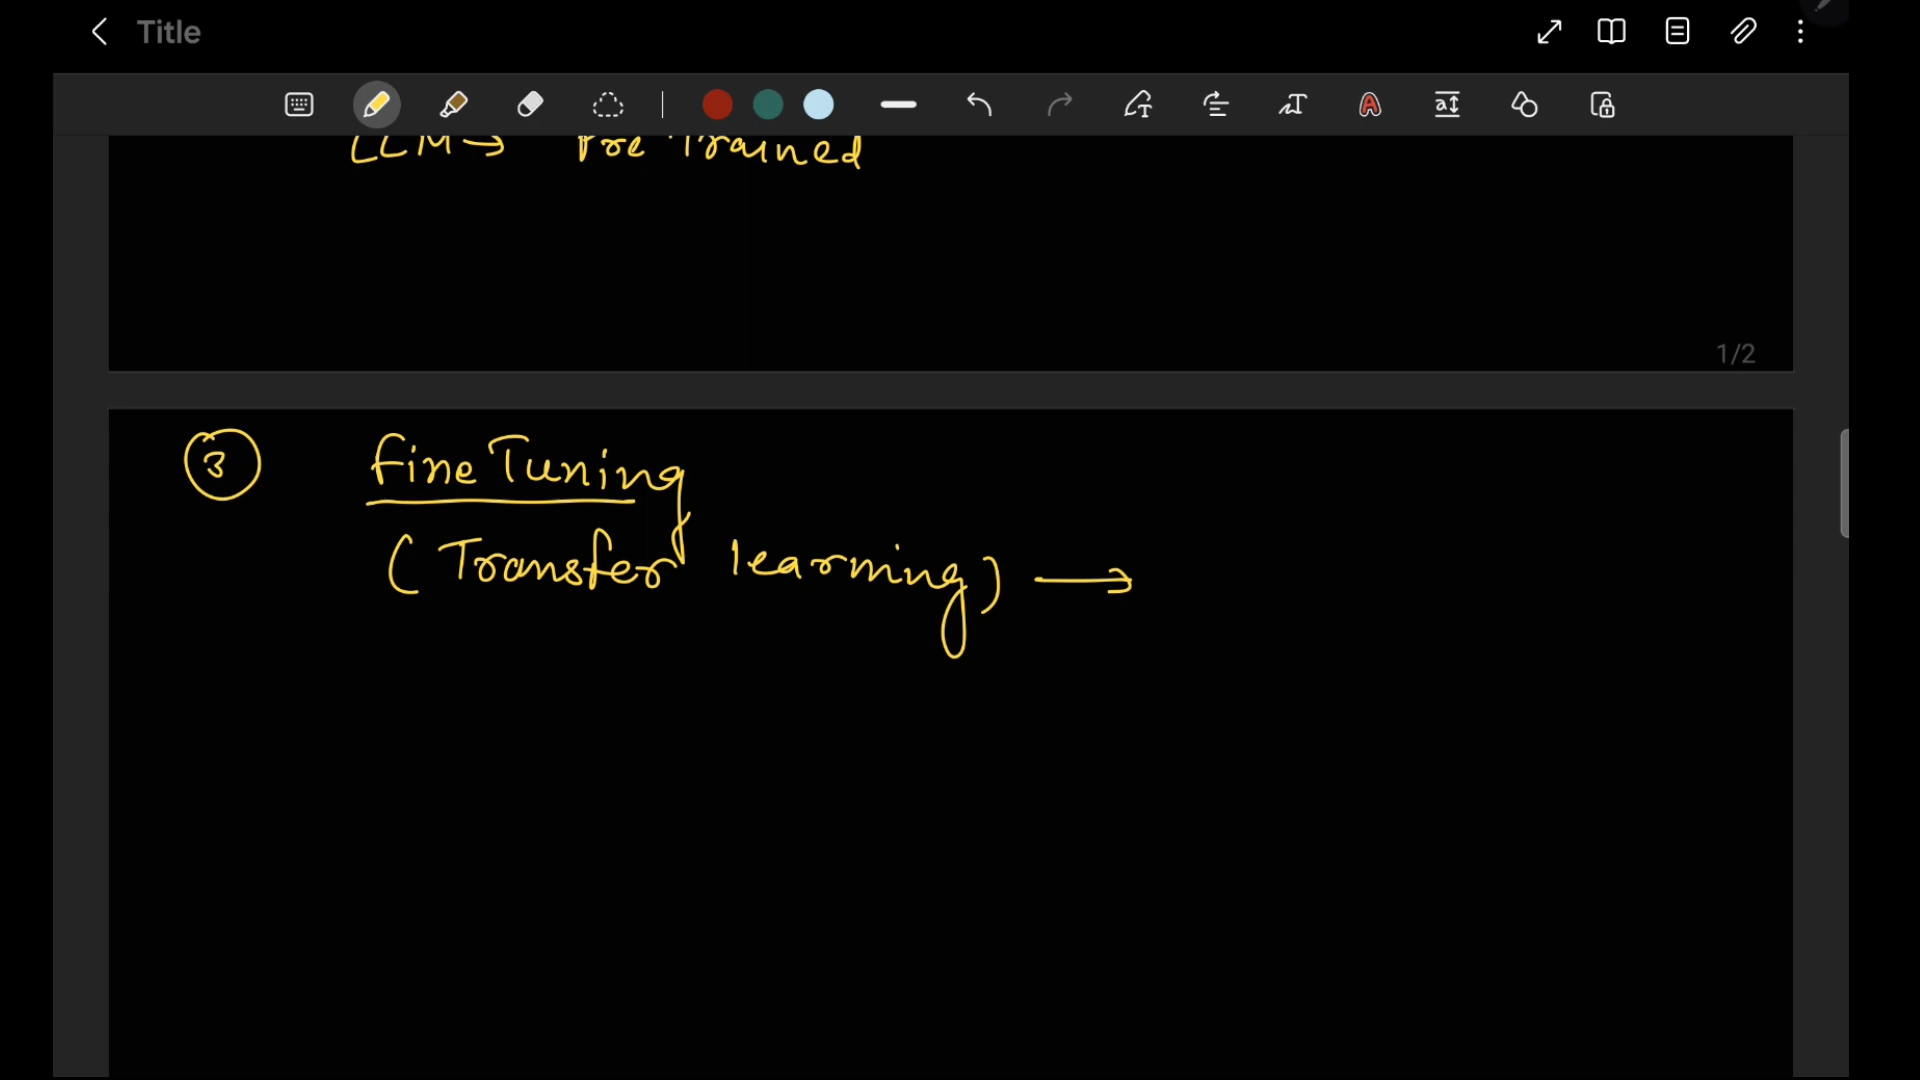 Title
LLM → Pre Trained
1/2
3 Fine Tuning
(Transfer learning) →